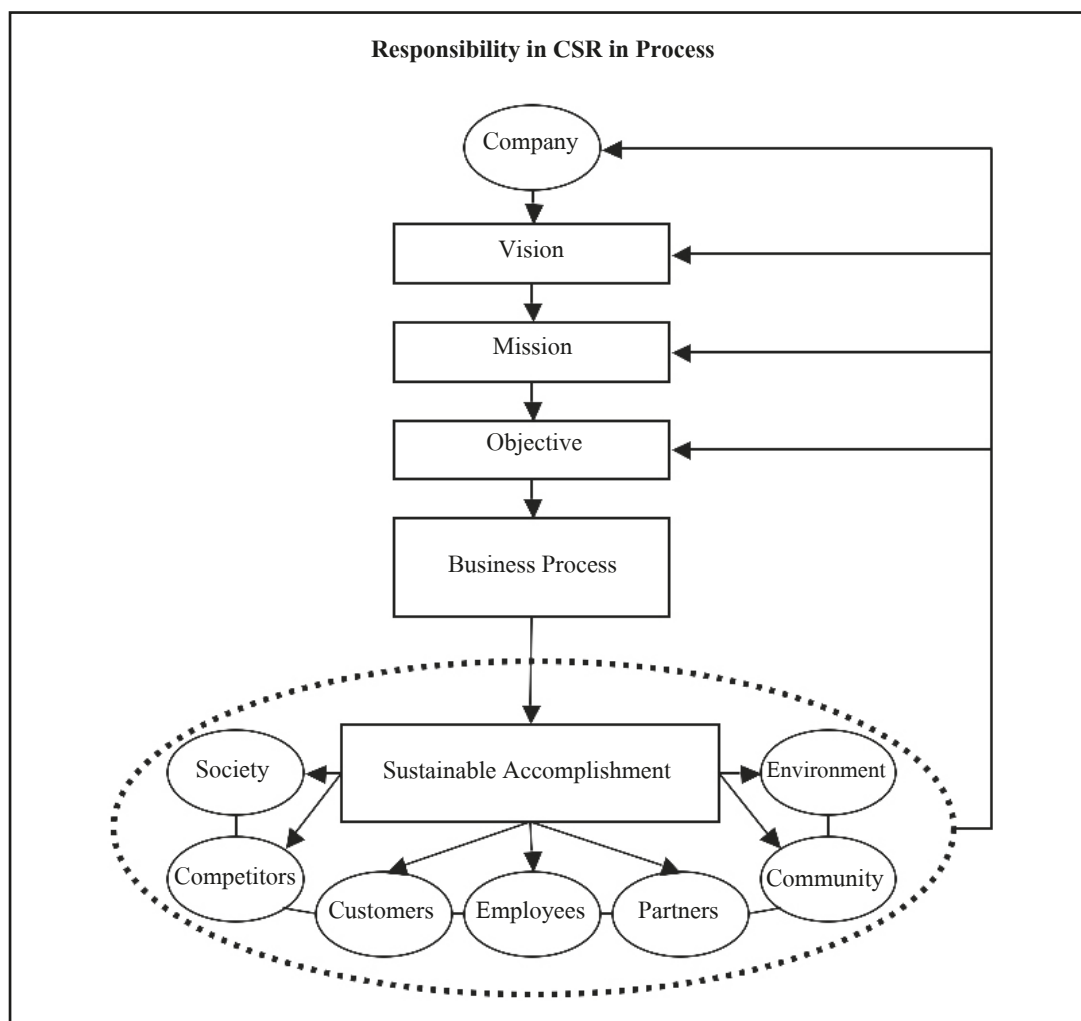 Responsibility in CSR in Process
Company
Vision
Mission
Objective
Business Process
Sustainable Accomplishment
Society
Environment
Competitors
Community
Customers
Employees
Partners